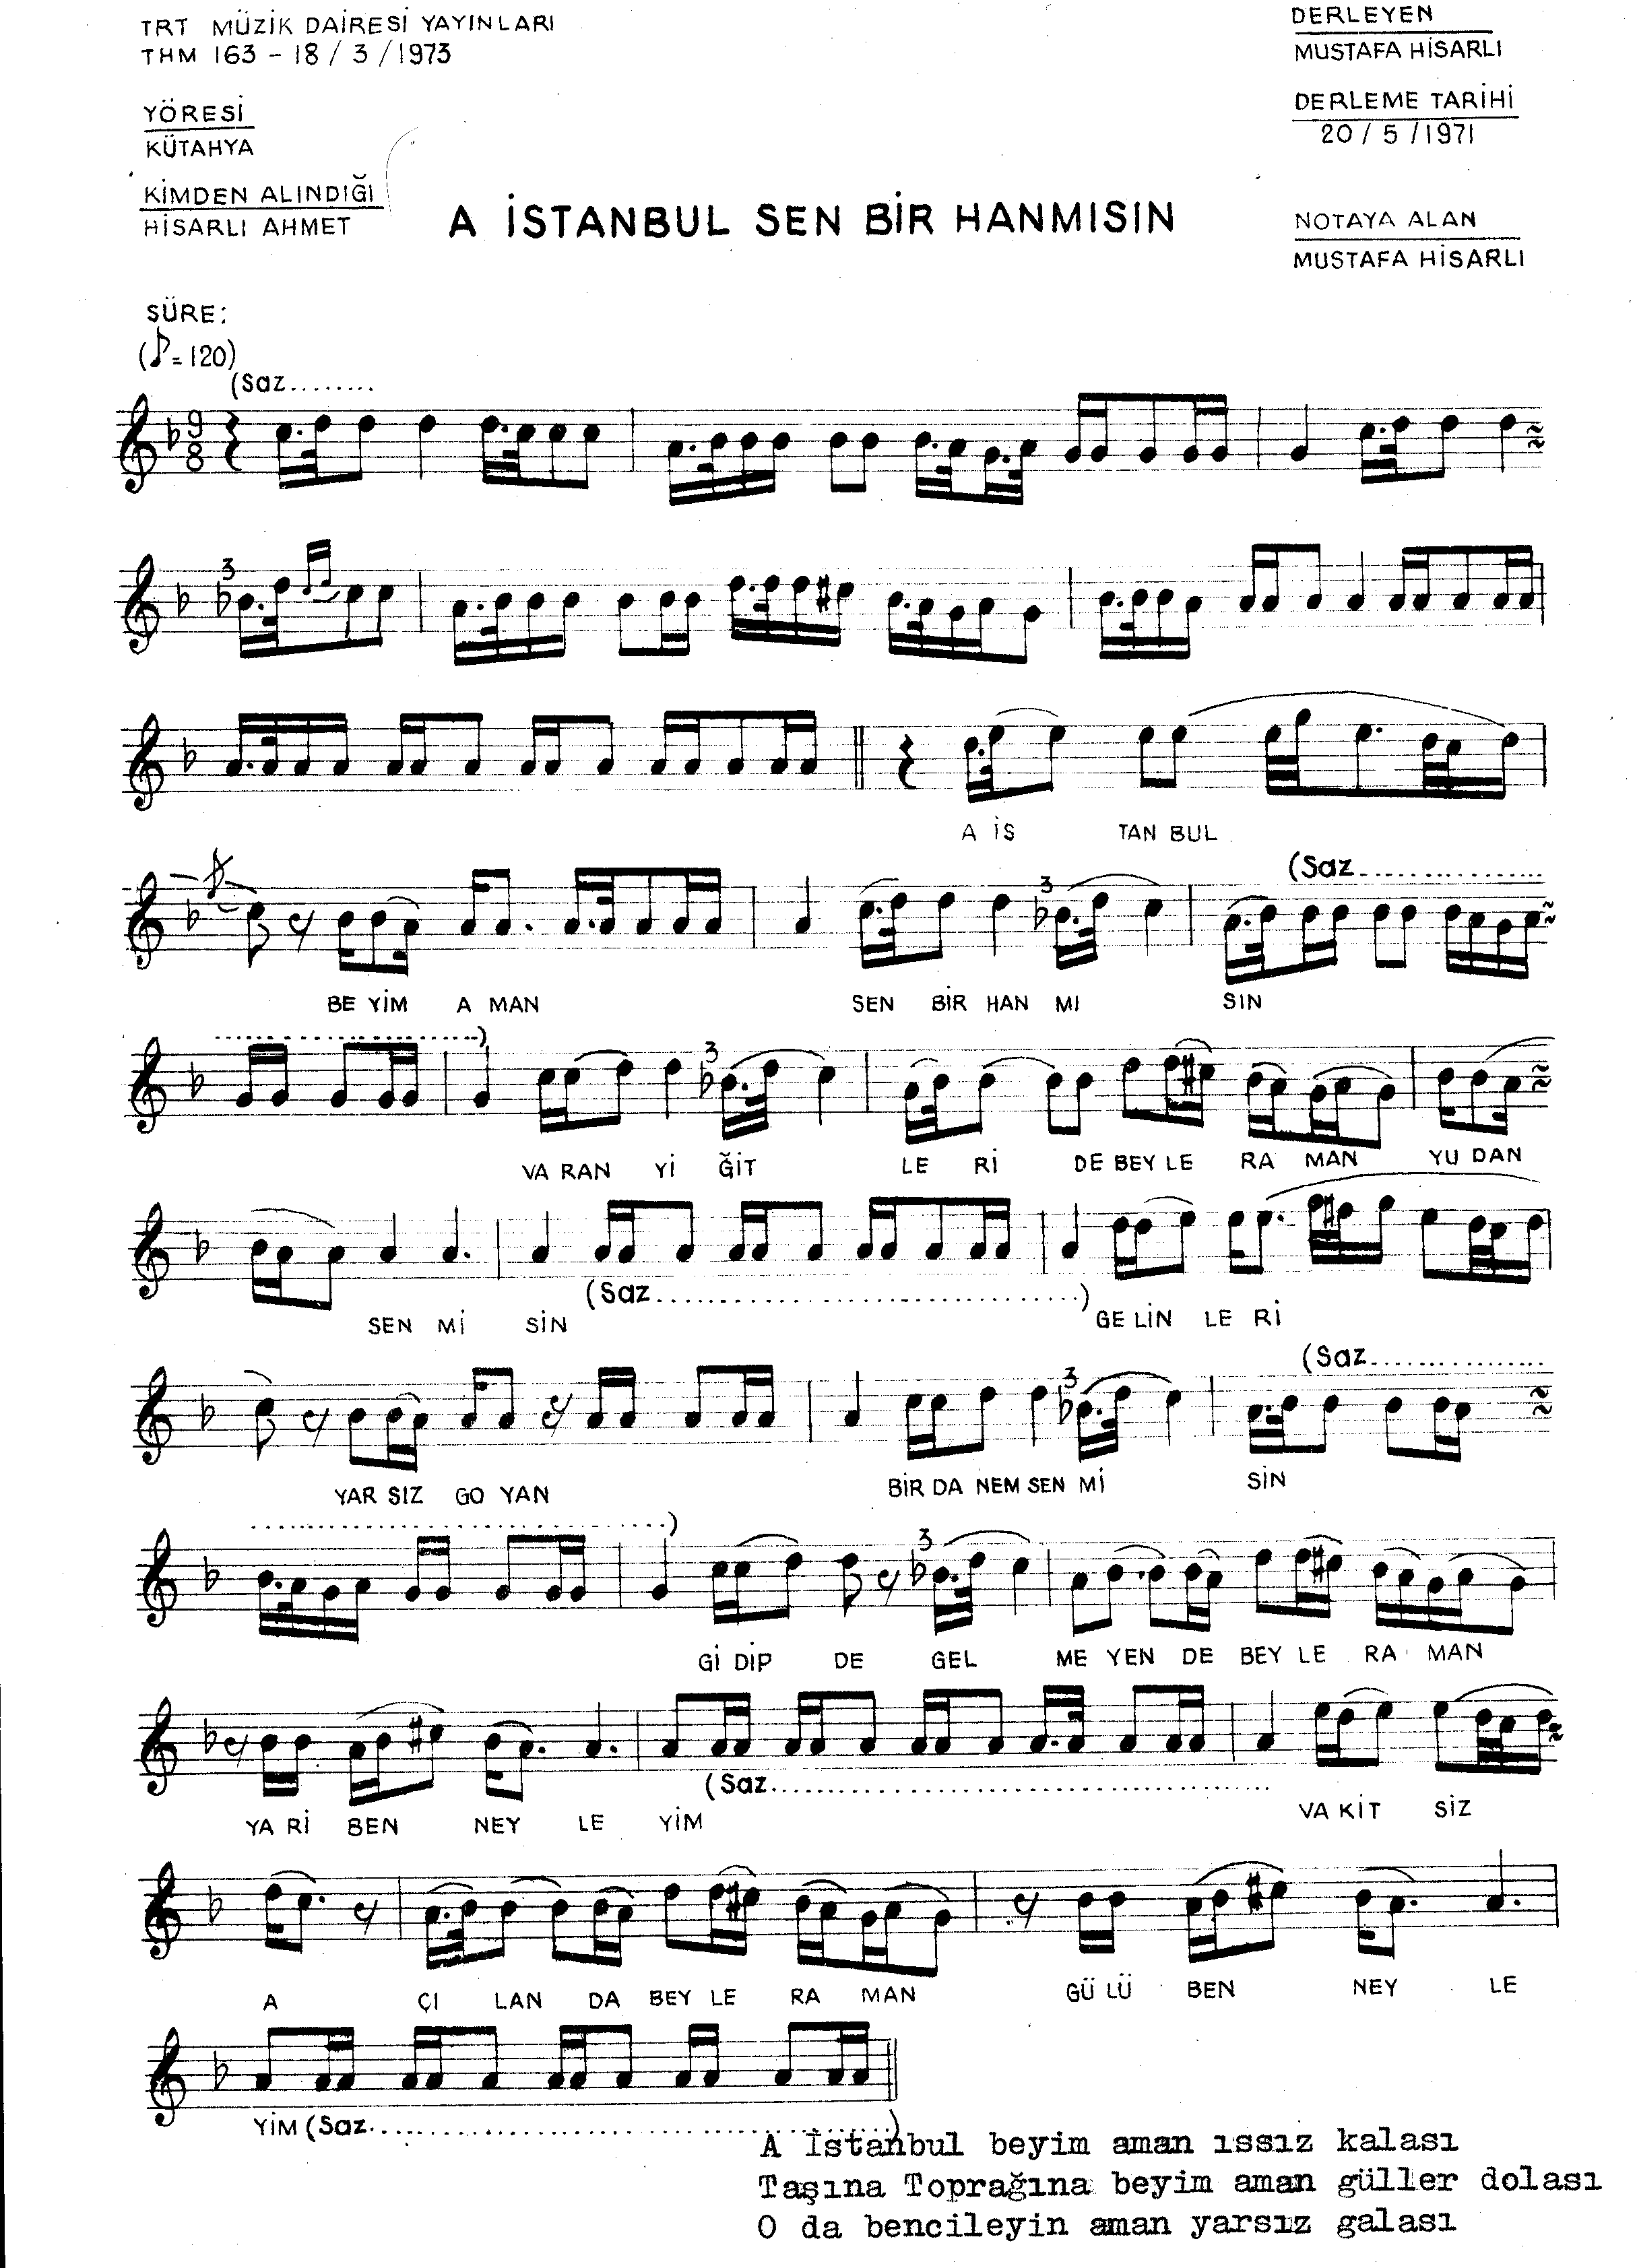 TRT MÜZİK DAİRESİ YAYINLARI
THM 163 - 18 / 3 / 1973
DERLEYEN
MUSTAFA HİSARLI
YÖRESİ
KÜTAHYA
DERLEME TARİHİ
20 / 5 / 1971
KİMDEN ALINDIĞI
HİSARLI AHMET
A İSTANBUL SEN BİR HANMISIN
NOTAYA ALAN
MUSTAFA HİSARLI
SÜRE:
(♪=120)
(Saz........
9
8
3
A İS TAN BUL
(Saz................
3
BE YİM A MAN SEN BİR HAN MI SIN
........................)
3
VA RAN Yİ ĞİT LE Rİ DE BEY LE RA MAN YU DAN
(Saz..................................)
SEN Mİ SİN GE LİN LE Rİ
(Saz................
3
YAR SIZ GO YAN BİR DA NEM SEN Mİ SİN
..................................)
3
Gİ DİP DE GEL ME YEN DE BEY LE RA MAN
(Saz........................................
YA Rİ BEN NEY LE YİM VA KİT SİZ
A ÇI LAN DA BEY LE RA MAN GÜ LÜ BEN NEY LE
YİM (Saz........................................)
A İstanbul beyim aman ıssız kalası
Taşına Toprağına beyim aman güller dolası
O da bencileyin aman yarsız galası